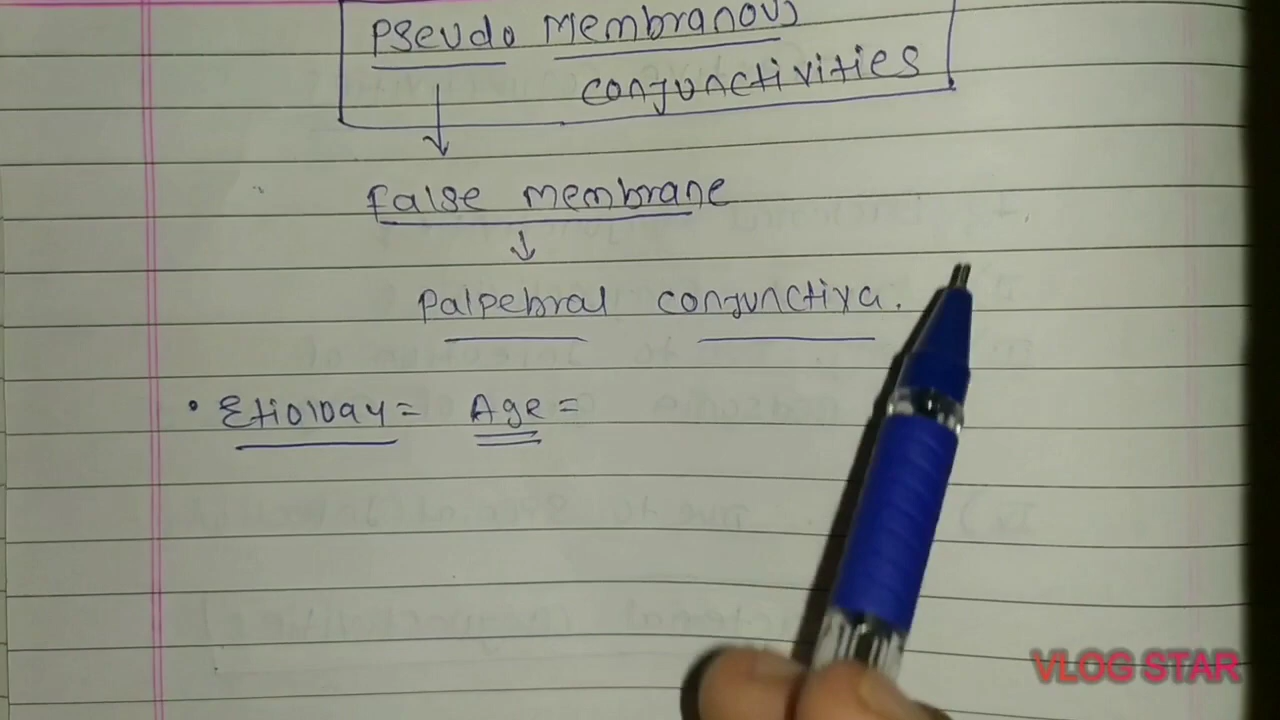 Pseudo Membranous
conjunctivities
False membrane
Palpebral conjunctiva.
• Etiology = Age =
VLOG STAR